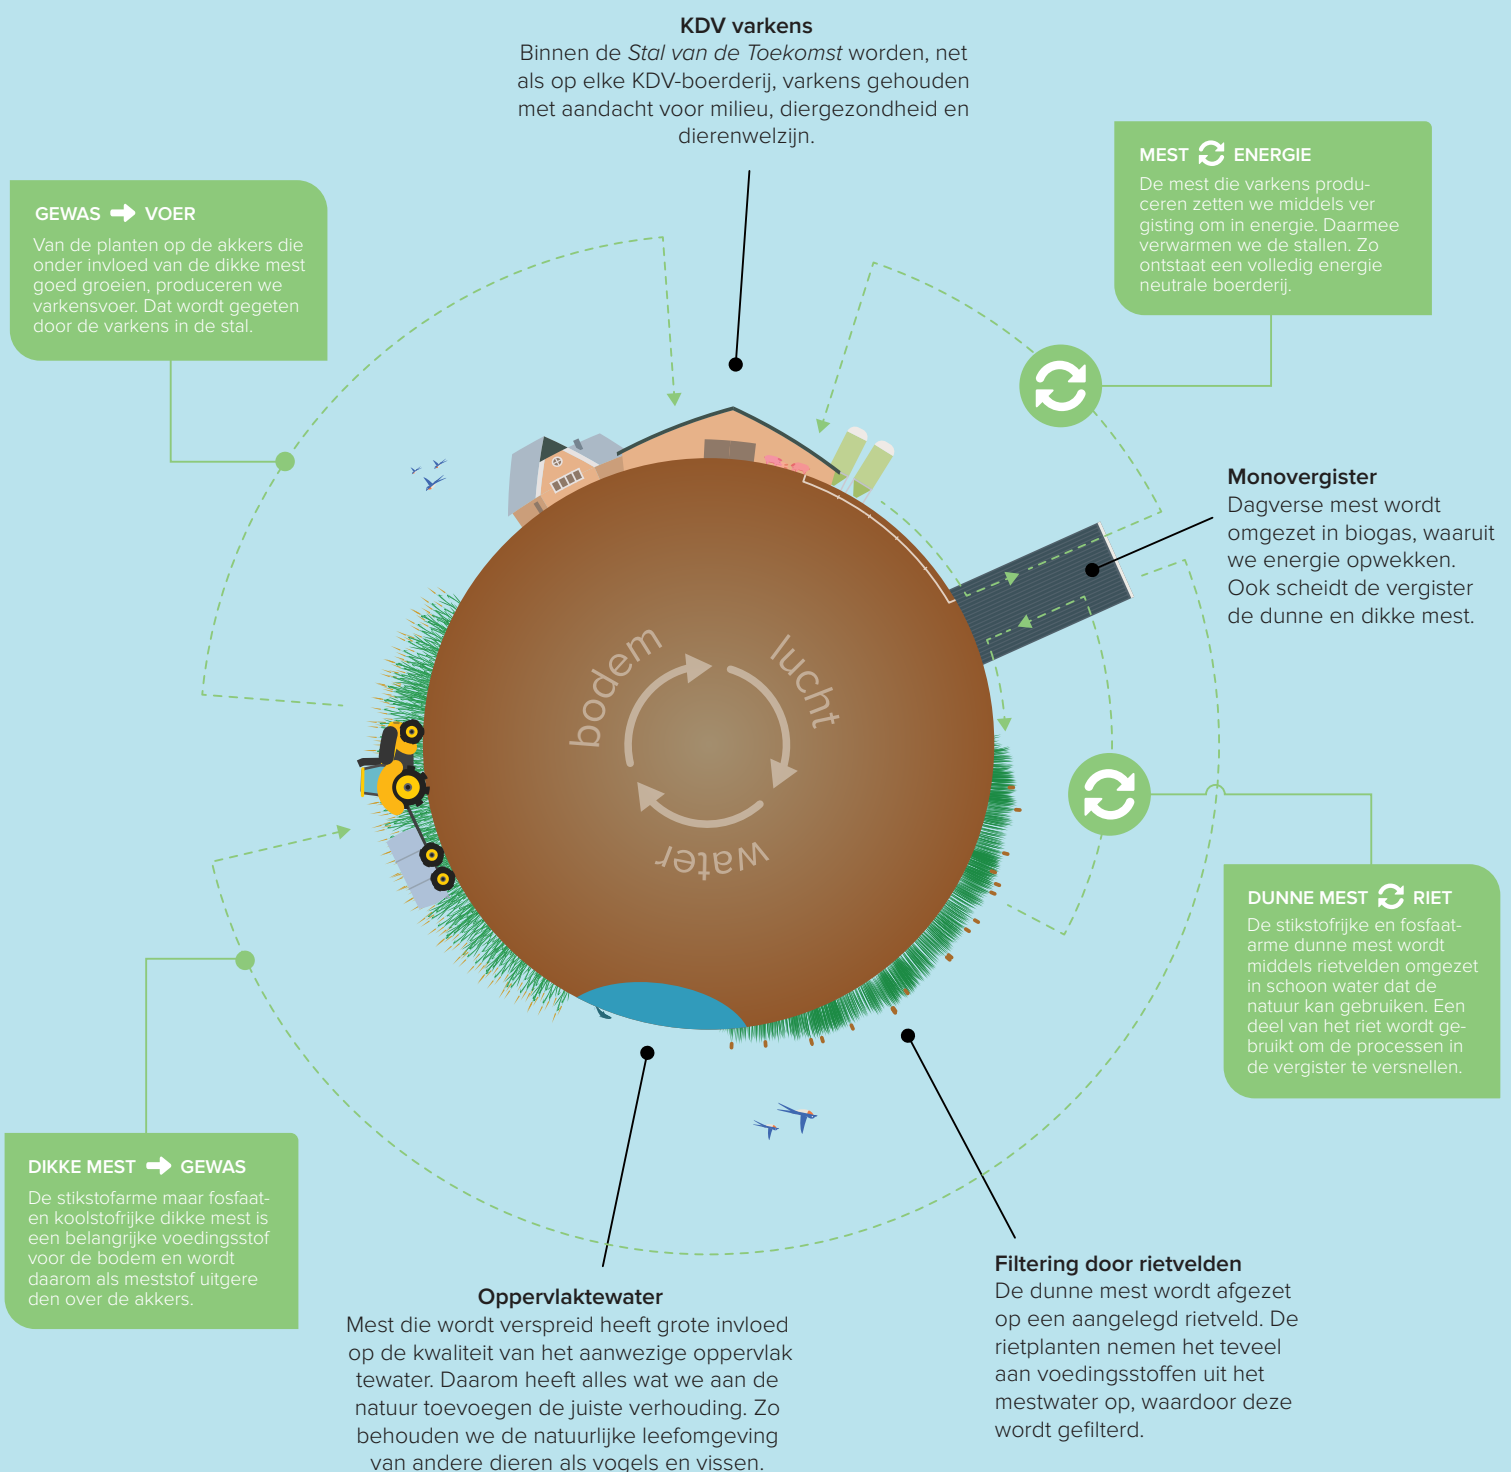 KDV varkens
Binnen de Stal van de Toekomst worden, net
als op elke KDV-boerderij, varkens gehouden
met aandacht voor milieu, diergezondheid en
dierenwelzijn.
GEWAS VOER
Van de planten op de akkers die
onder invloed van de dikke mest
goed groeien, produceren we
varkensvoer. Dat wordt gegeten
door de varkens in de stal.
MEST ENERGIE
De mest die varkens produ-
ceren zetten we middels ver
gisting om in energie. Daarmee
verwarmen we de stallen. Zo
ontstaat een volledig energie
neutrale boerderij.
Monovergister
Dagverse mest wordt
omgezet in biogas, waaruit
we energie opwekken.
Ook scheidt de vergister
de dunne en dikke mest.
bodem
lucht
water
DUNNE MEST RIET
De stikstofrijke en fosfaat-
arme dunne mest wordt
middels rietvelden omgezet
in schoon water dat de
natuur kan gebruiken. Een
deel van het riet wordt ge-
bruikt om de processen in
de vergister te versnellen.
DIKKE MEST GEWAS
De stikstofarme maar fosfaat-
en koolstofrijke dikke mest is
een belangrijke voedingsstof
voor de bodem en wordt
daarom als meststof uitgere
den over de akkers.
Oppervlaktewater
Mest die wordt verspreid heeft grote invloed
op de kwaliteit van het aanwezige oppervlak
tewater. Daarom heeft alles wat we aan de
natuur toevoegen de juiste verhouding. Zo
behouden we de natuurlijke leefomgeving
van andere dieren als vogels en vissen.
Filtering door rietvelden
De dunne mest wordt afgezet
op een aangelegd rietveld. De
rietplanten nemen het teveel
aan voedingsstoffen uit het
mestwater op, waardoor deze
wordt gefilterd.